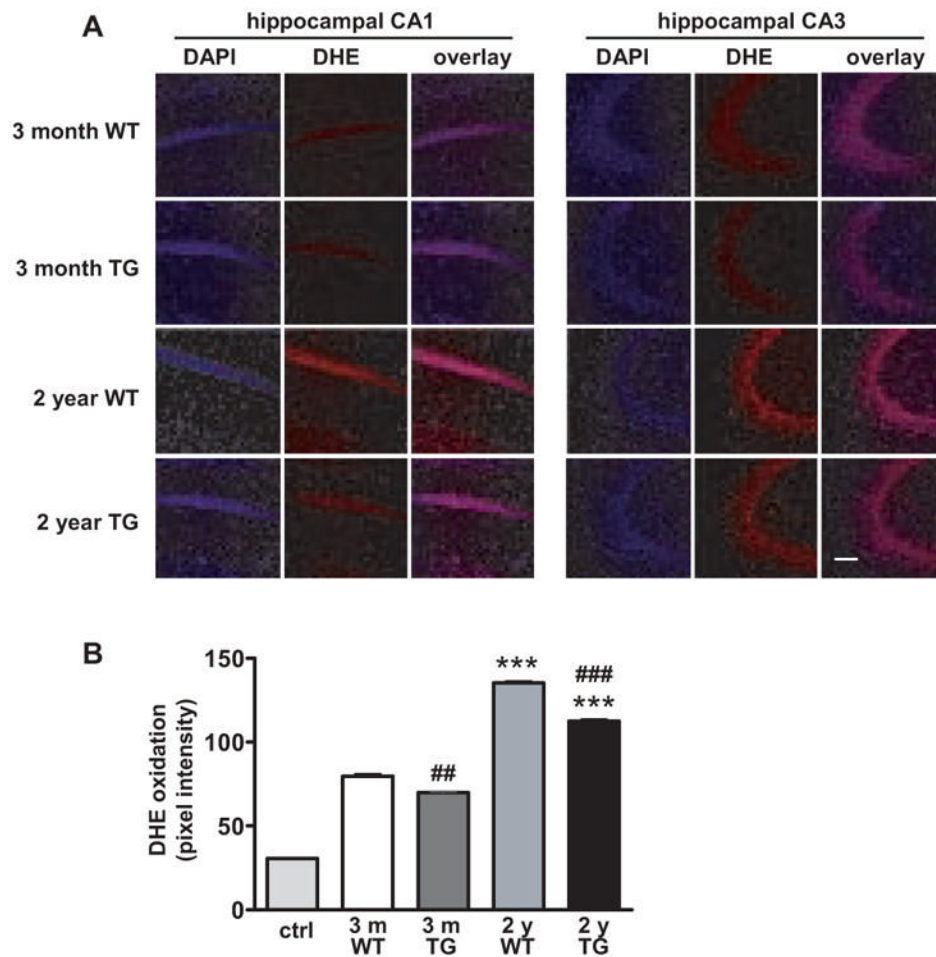 A
hippocampal CA1
hippocampal CA3
DAPI DHE overlay
DAPI DHE overlay
3 month WT
3 month TG
2 year WT
2 year TG
B
DHE oxidation
(pixel intensity)
150
100
50
0
##
***
###
***
ctrl
3 m
WT
3 m
TG
2 y
WT
2 y
TG